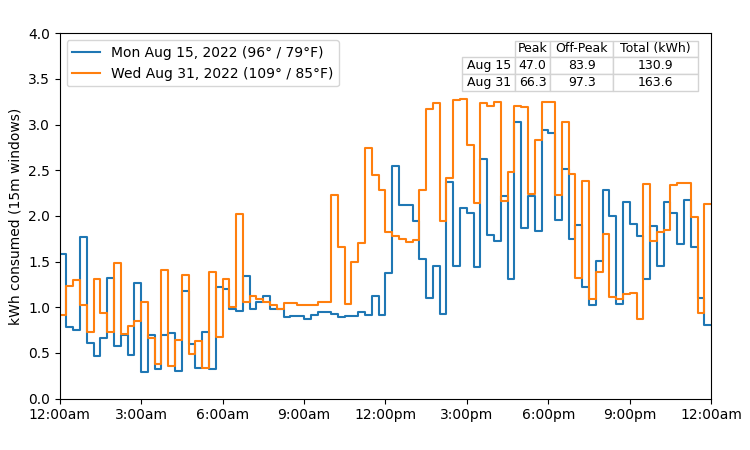 4.0
3.5
3.0
2.5
2.0
1.5
1.0
0.5
0.0
kWh consumed (15m windows)
Mon Aug 15, 2022 (96° / 79°F)
Wed Aug 31, 2022 (109° / 85°F)
Peak Off-Peak Total (kWh)
Aug 15 47.0 83.9 130.9
Aug 31 66.3 97.3 163.6
12:00am 3:00am 6:00am 9:00am 12:00pm 3:00pm 6:00pm 9:00pm 12:00am